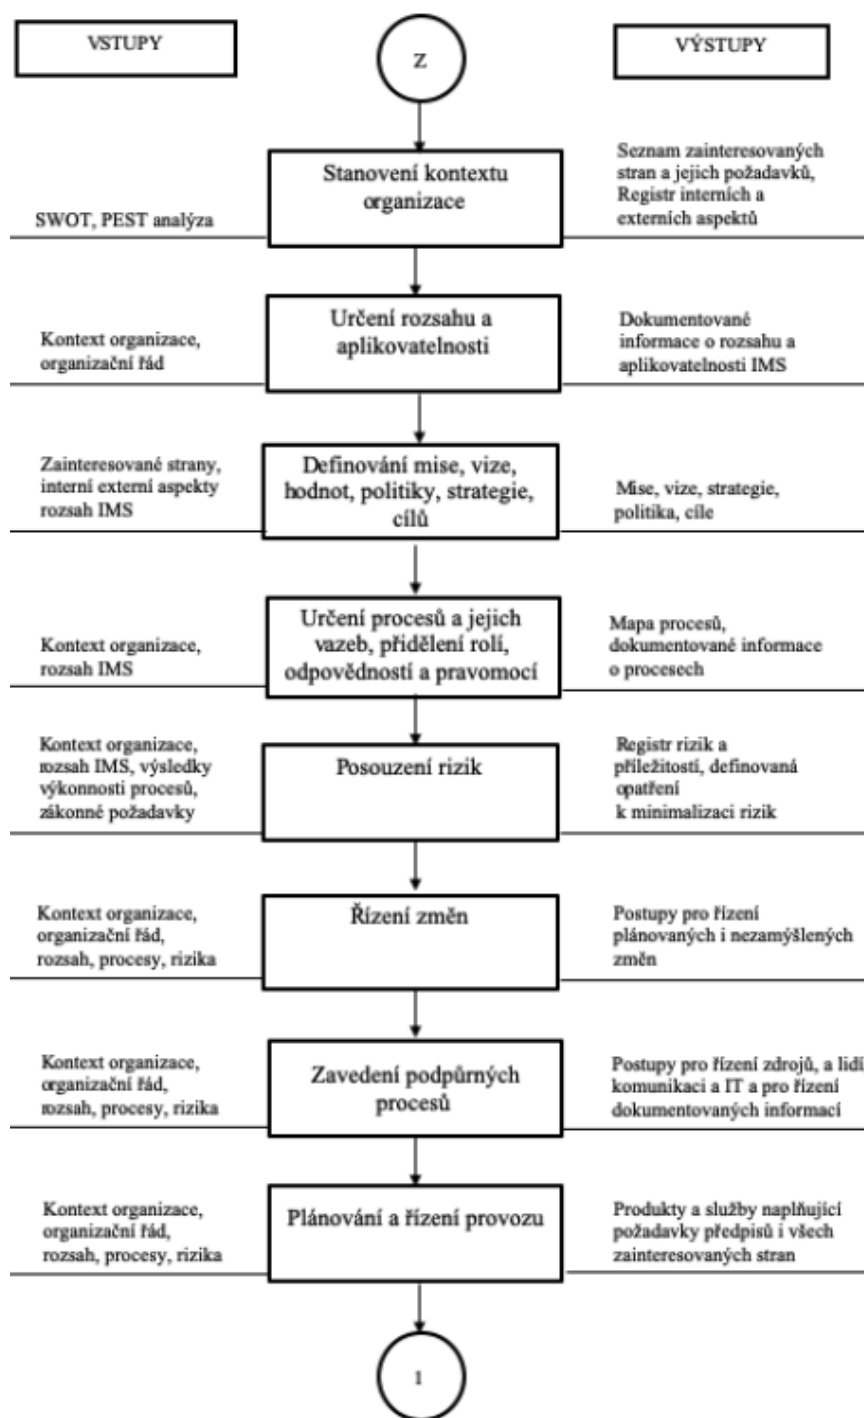 VSTUPY
Z
VÝSTUPY
Stanovení kontextu
organizace
SWOT, PEST analýza
Seznam zainteresovaných
stran a jejich požadavků,
Registr interních a
externích aspektů
Určení rozsahu a
aplikovatelnosti
Kontext organizace,
organizační řád
Dokumentované
informace o rozsahu a
aplikovatelnosti IMS
Zainteresované strany,
interní externí aspekty
rozsah IMS
Definování mise, vize,
hodnot, politiky, strategie,
cílů
Mise, vize, strategie,
politika, cíle
Kontext organizace,
rozsah IMS
Určení procesů a jejich
vazeb, přidělení rolí,
odpovědností a pravomocí
Mapa procesů,
dokumentované informace
o procesech
Kontext organizace,
rozsah IMS, výsledky
výkonnosti procesů,
zákonné požadavky
Posouzení rizik
Registr rizik a
příležitostí, definovaná
opatření
k minimalizaci rizik
Kontext organizace,
organizační řád,
rozsah, procesy, rizika
Řízení změn
Postupy pro řízení
plánovaných i nezamýšlených
změn
Kontext organizace,
organizační řád,
rozsah, procesy, rizika
Zavedení podpůrných
procesů
Postupy pro řízení zdrojů, a lidí
komunikaci a IT a pro řízení
dokumentovaných informací
Kontext organizace,
organizační řád,
rozsah, procesy, rizika
Plánování a řízení provozu
Produkty a služby naplňující
požadavky předpisů i všech
zainteresovaných stran
1